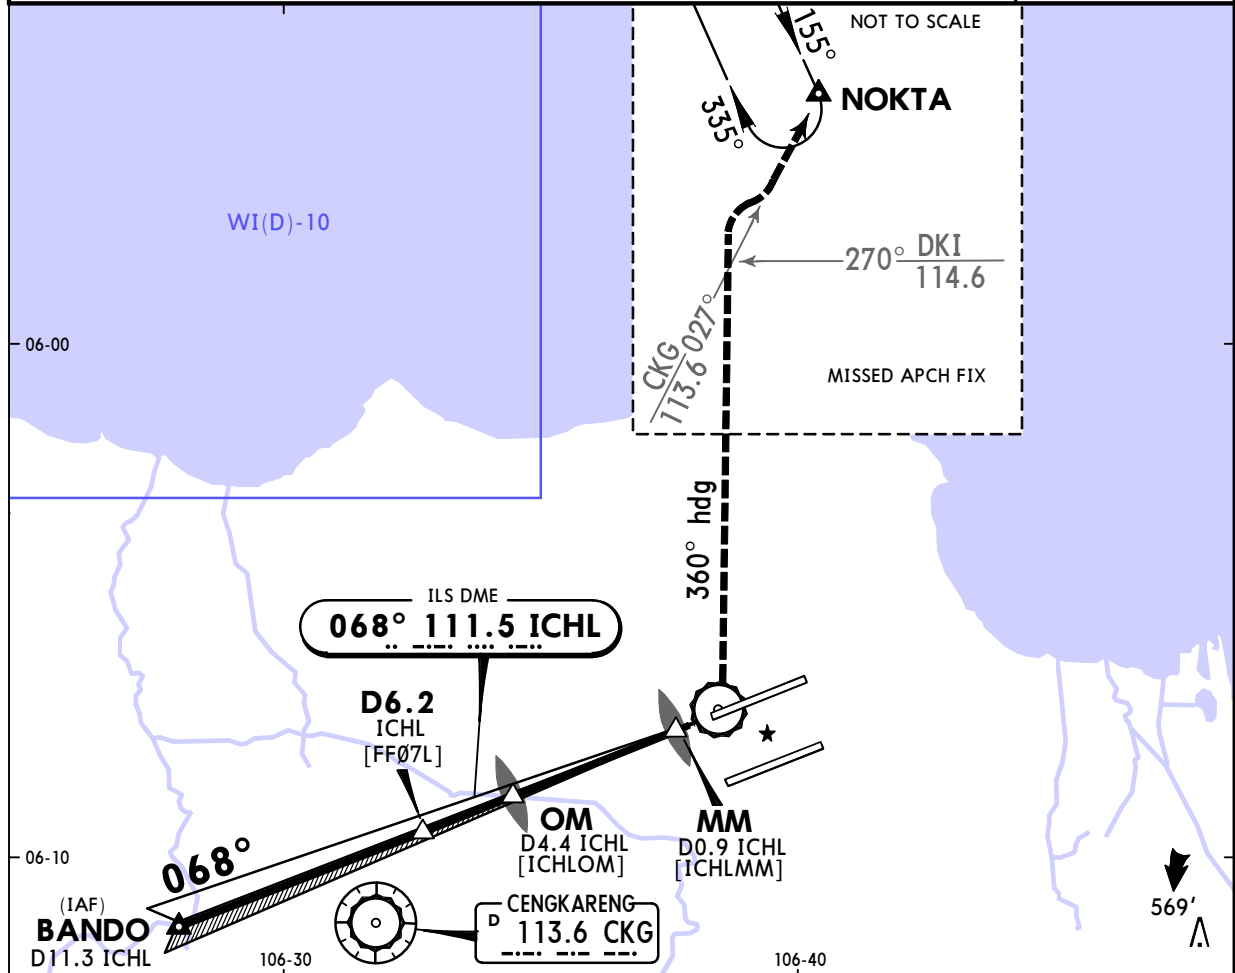 NOT TO SCALE
155°
NOKTA
335°
WI(D)-10
270° DKI
114.6
CKG 027°
113.6
06-00
MISSED APCH FIX
360° hdg
ILS DME
068° 111.5 ICHL
D6.2
ICHL
[FFØ7L]
OM
D4.4 ICHL
[ICHLOM]
MM
D0.9 ICHL
[ICHLMM]
068°
06-10
(IAF)
BANDO
D11.3 ICHL
CENGKARENG
D 113.6 CKG
569'
106-30
106-40